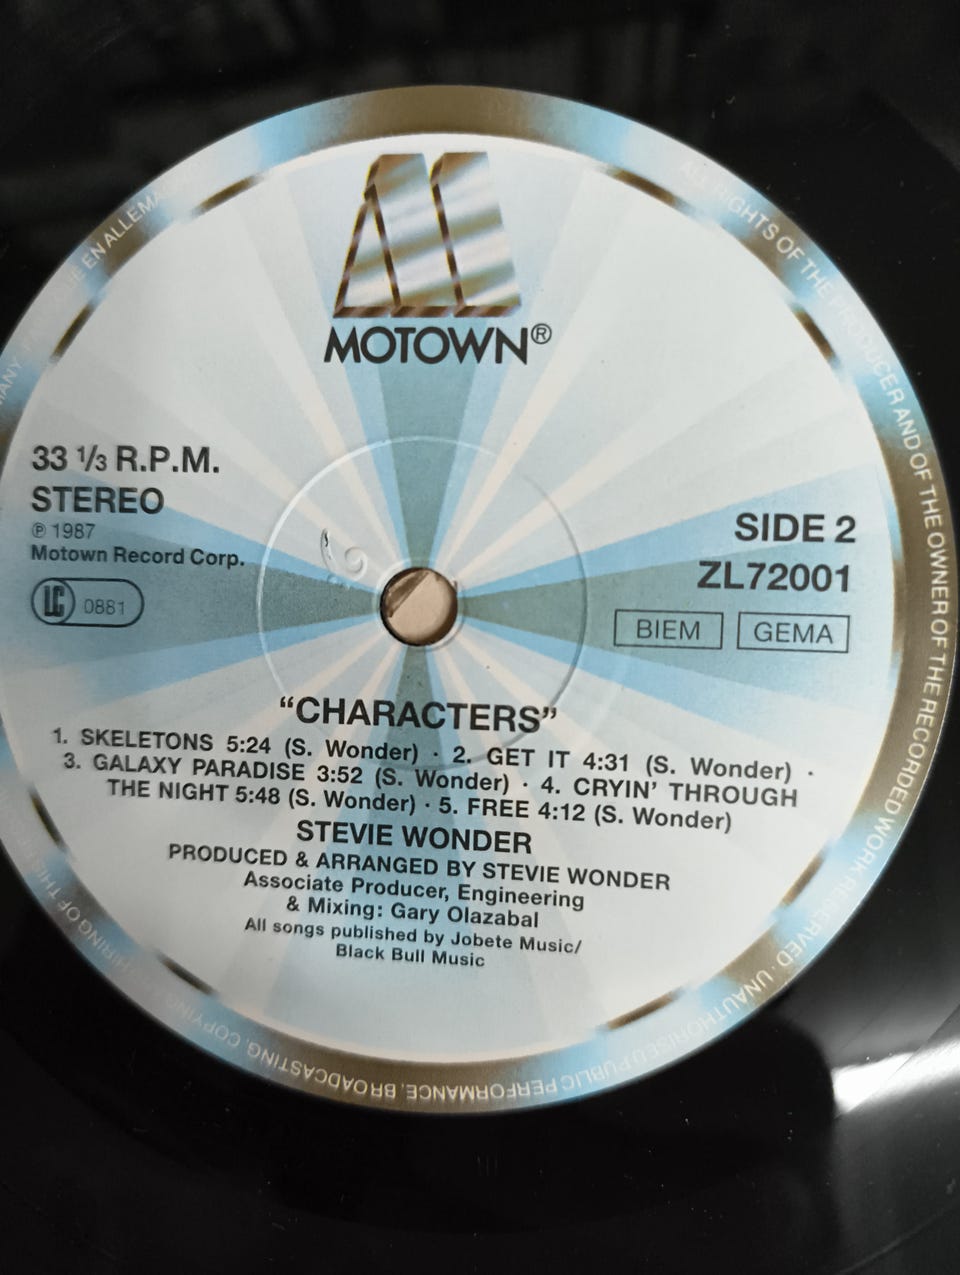 MOTOWN®
33 1/3 R.P.M.
STEREO
℗ 1987
Motown Record Corp.
LC 0881
SIDE 2
ZL72001
BIEM GEMA
“CHARACTERS”
1. SKELETONS 5:24 (S. Wonder) · 2. GET IT 4:31 (S. Wonder) ·
3. GALAXY PARADISE 3:52 (S. Wonder) · 4. CRYIN’ THROUGH
THE NIGHT 5:48 (S. Wonder) · 5. FREE 4:12 (S. Wonder)
STEVIE WONDER
PRODUCED & ARRANGED BY STEVIE WONDER
Associate Producer, Engineering
& Mixing: Gary Olazabal
All songs published by Jobete Music/
Black Bull Music
ALL RIGHTS OF THE PRODUCER AND OF THE OWNER OF THE RECORDED WORK RESERVED · UNAUTHORISED PUBLIC PERFORMANCE, BROADCASTING, COPYING, OF THIS EN ALLEMA